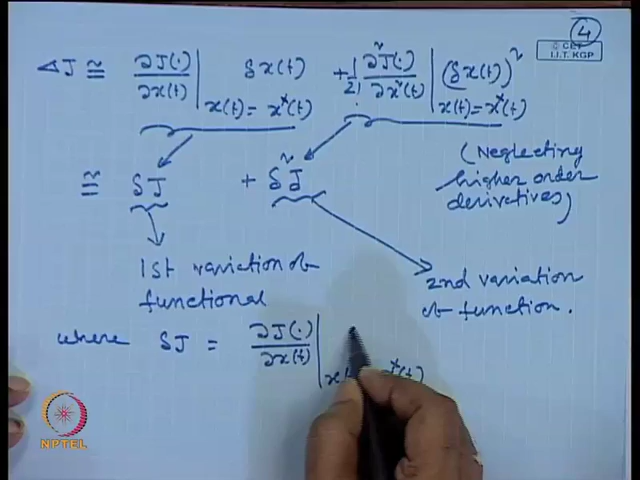 4
© CET
I.I.T. KGP
ΔJ ≅ ∂J(·)/∂x(t) |x(t)=x*(t) δx(t) + 1/2! ∂²J(·)/∂x²(t) |x(t)=x*(t) (δx(t))²
≅ δJ + δ²J
(Neglecting
higher order
derivatives)
1st variation of
functional
2nd variation
of function.
where δJ = ∂J(·)/∂x(t) | x*(t)
NPTEL